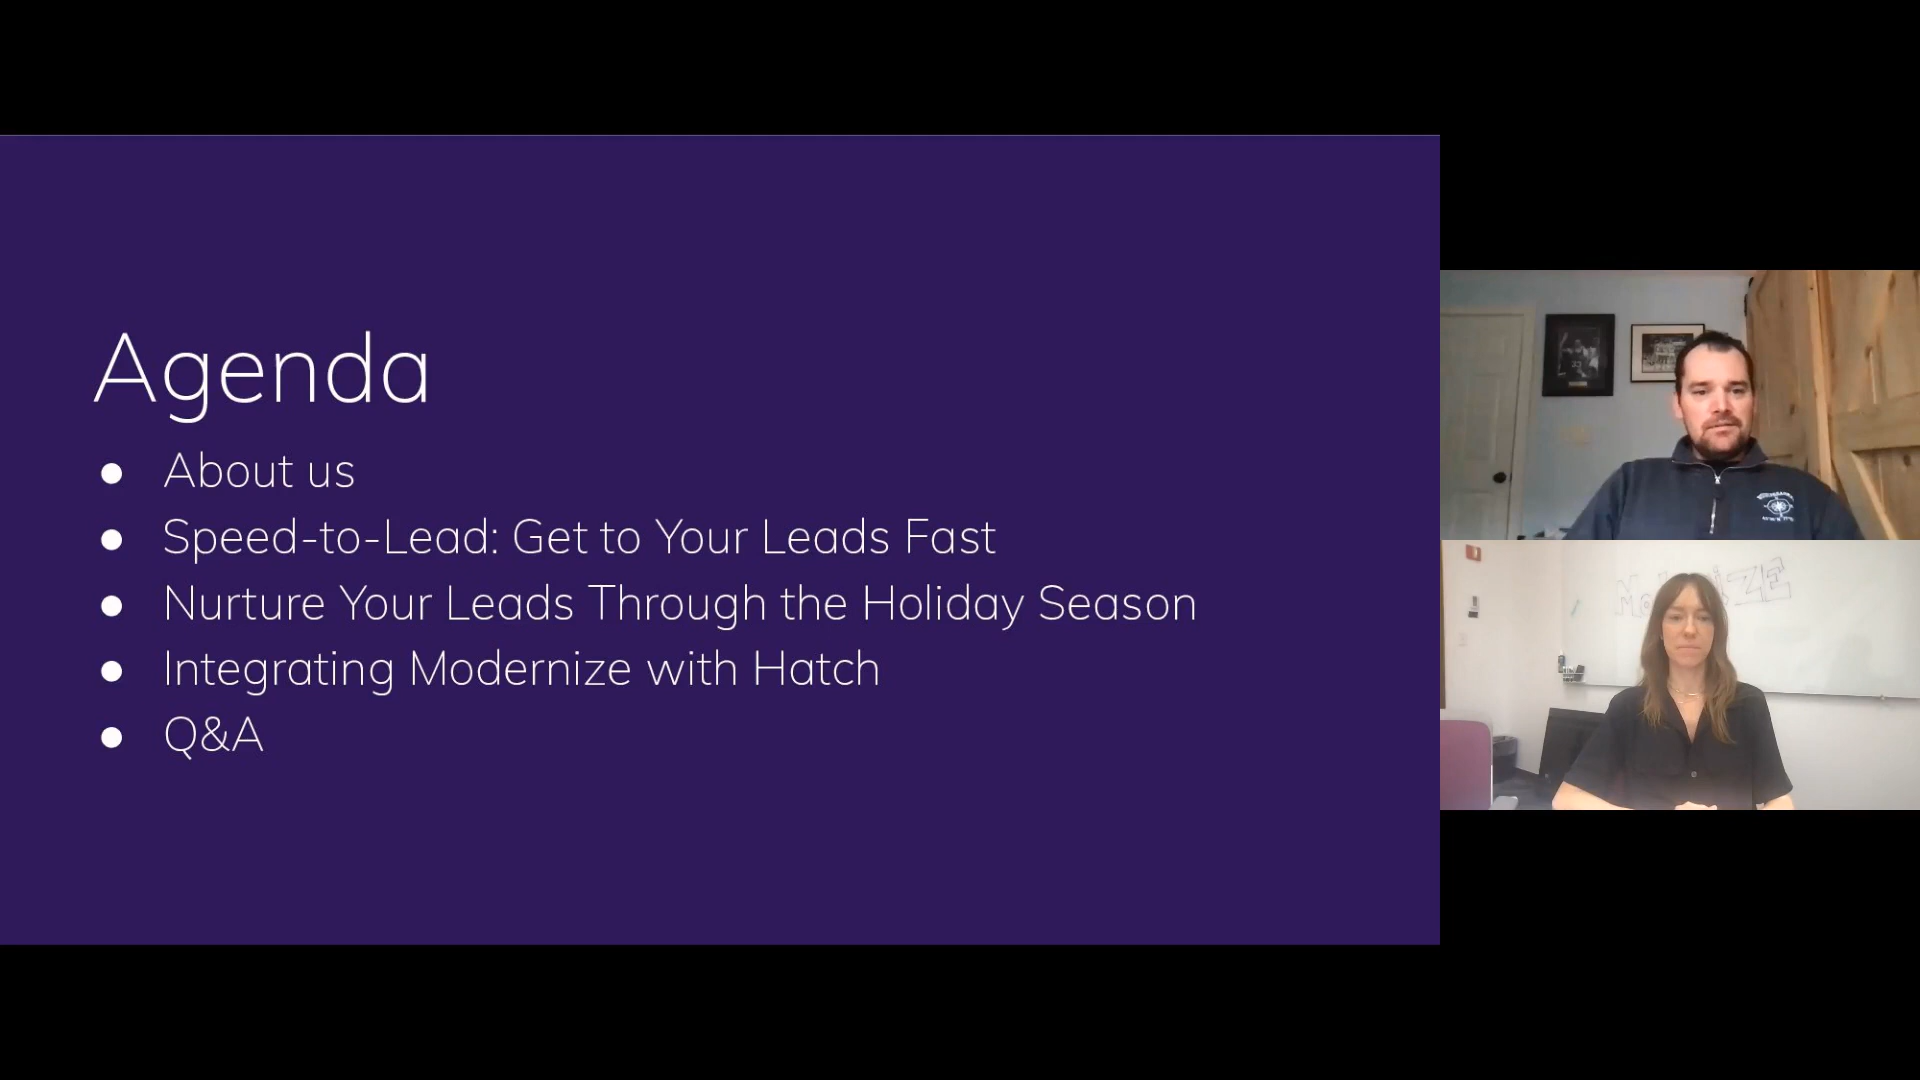 Agenda
● About us
● Speed-to-Lead: Get to Your Leads Fast
● Nurture Your Leads Through the Holiday Season
● Integrating Modernize with Hatch
● Q&A